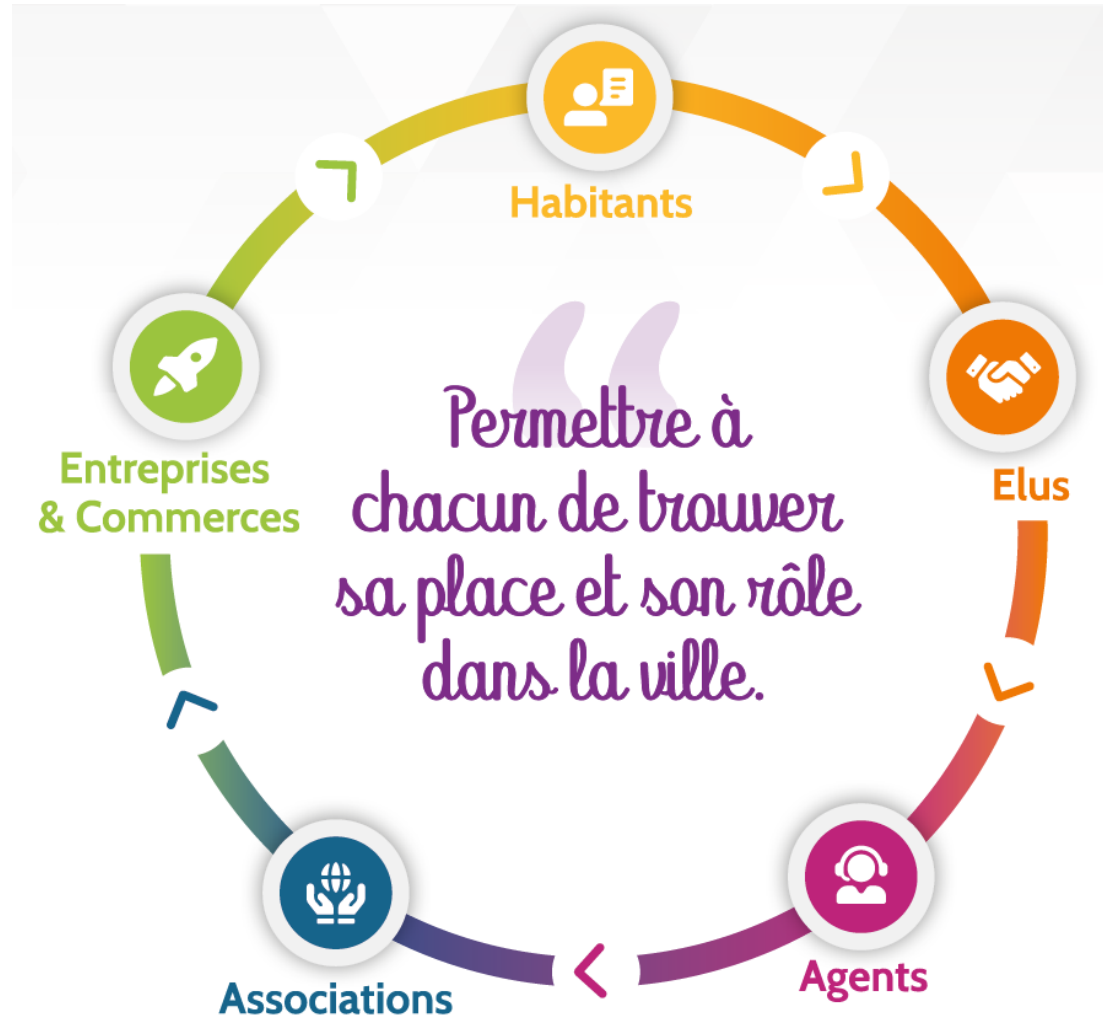 Habitants
Entreprises
& Commerces
Elus
“
Permettre à
chacun de trouver
sa place et son rôle
dans la ville.
Associations
Agents